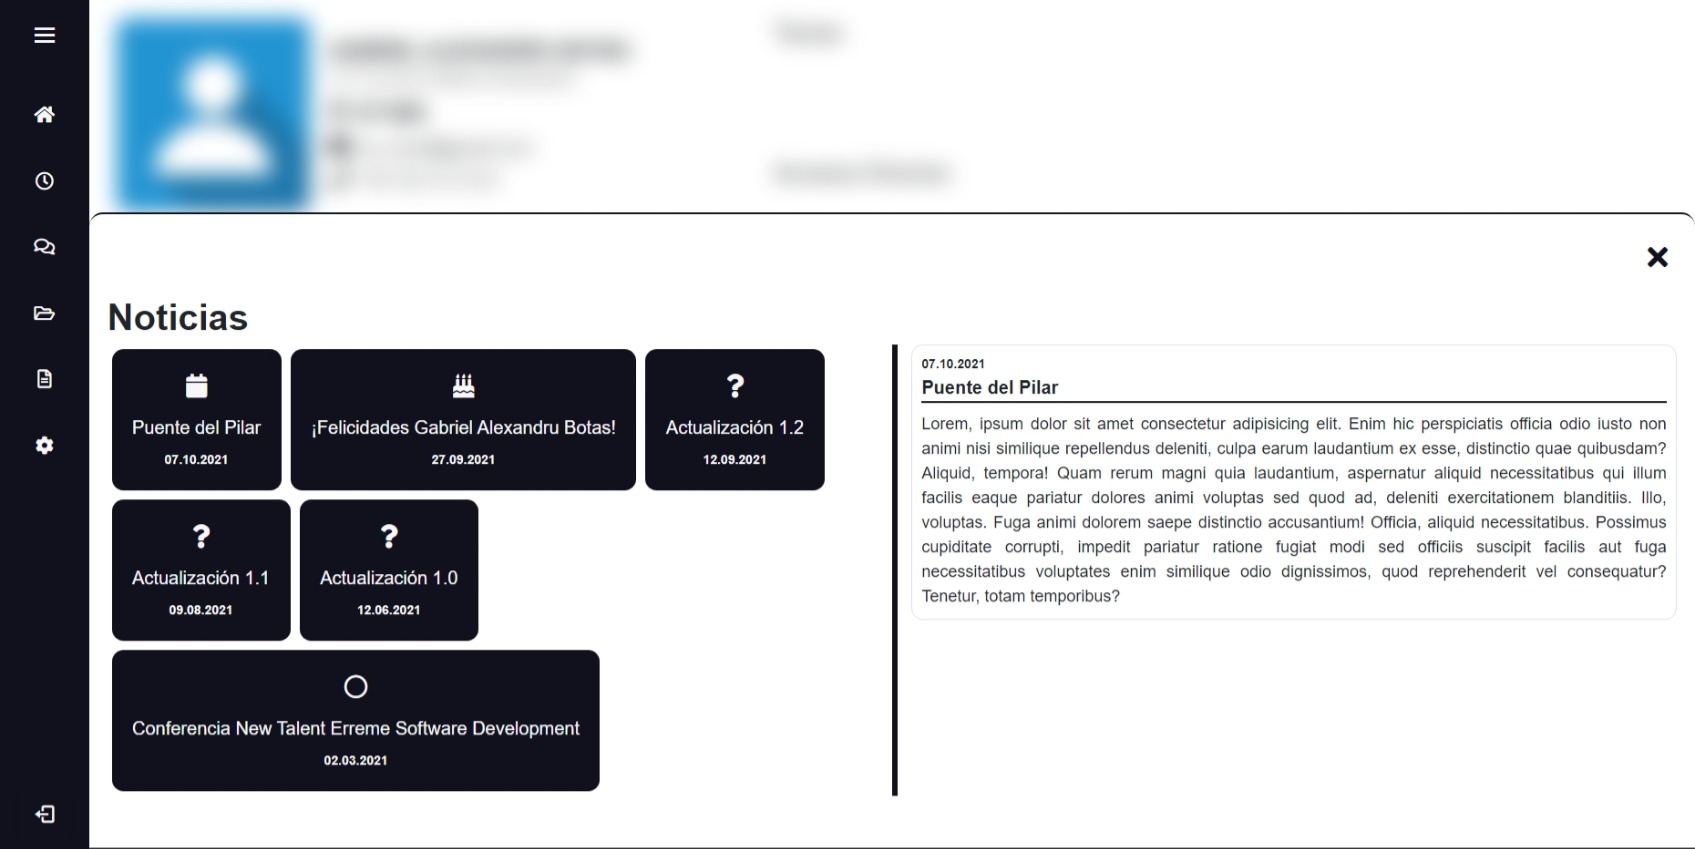 Noticias
Puente del Pilar
07.10.2021
¡Felicidades Gabriel Alexandru Botas!
27.09.2021
Actualización 1.2
12.09.2021
Actualización 1.1
09.08.2021
Actualización 1.0
12.06.2021
Conferencia New Talent Erreme Software Development
02.03.2021
07.10.2021
Puente del Pilar
Lorem, ipsum dolor sit amet consectetur adipisicing elit. Enim hic perspiciatis officia odio iusto non
animi nisi similique repellendus deleniti, culpa earum laudantium ex esse, distinctio quae quibusdam?
Aliquid, tempora! Quam rerum magni quia laudantium, aspernatur aliquid necessitatibus qui illum
facilis eaque pariatur dolores animi voluptas sed quod ad, deleniti exercitationem blanditiis. Illo,
voluptas. Fuga animi dolorem saepe distinctio accusantium! Officia, aliquid necessitatibus. Possimus
cupiditate corrupti, impedit pariatur ratione fugiat modi sed officiis suscipit facilis aut fuga
necessitatibus voluptates enim similique odio dignissimos, quod reprehenderit vel consequatur?
Tenetur, totam temporibus?